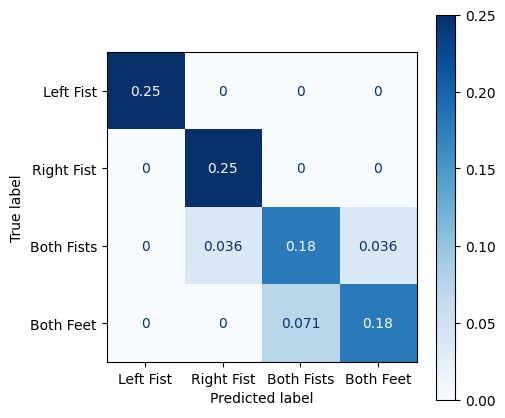 Left Fist 0.25 0 0 0
Right Fist 0 0.25 0 0
Both Fists 0 0.036 0.18 0.036
Both Feet 0 0 0.071 0.18
Left Fist Right Fist Both Fists Both Feet
Predicted label
True label
0.25
0.20
0.15
0.10
0.05
0.00